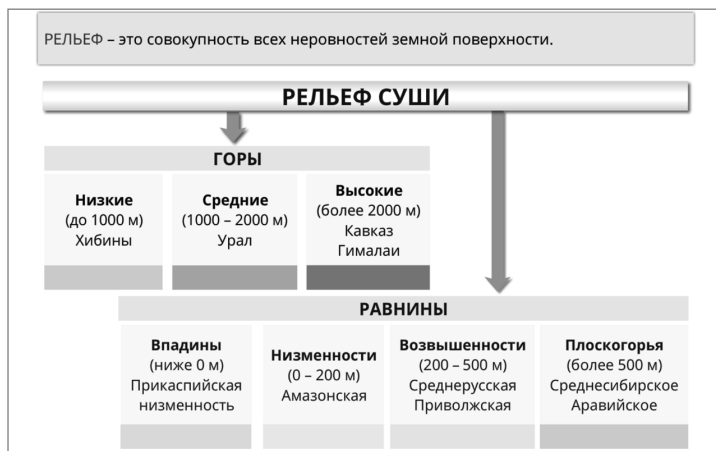 РЕЛЬЕФ – это совокупность всех неровностей земной поверхности.
РЕЛЬЕФ СУШИ
ГОРЫ
Низкие
(до 1000 м)
Хибины
Средние
(1000 – 2000 м)
Урал
Высокие
(более 2000 м)
Кавказ
Гималаи
РАВНИНЫ
Впадины
(ниже 0 м)
Прикаспийская
низменность
Низменности
(0 – 200 м)
Амазонская
Возвышенности
(200 – 500 м)
Среднерусская
Приволжская
Плоскогорья
(более 500 м)
Среднесибирское
Аравийское